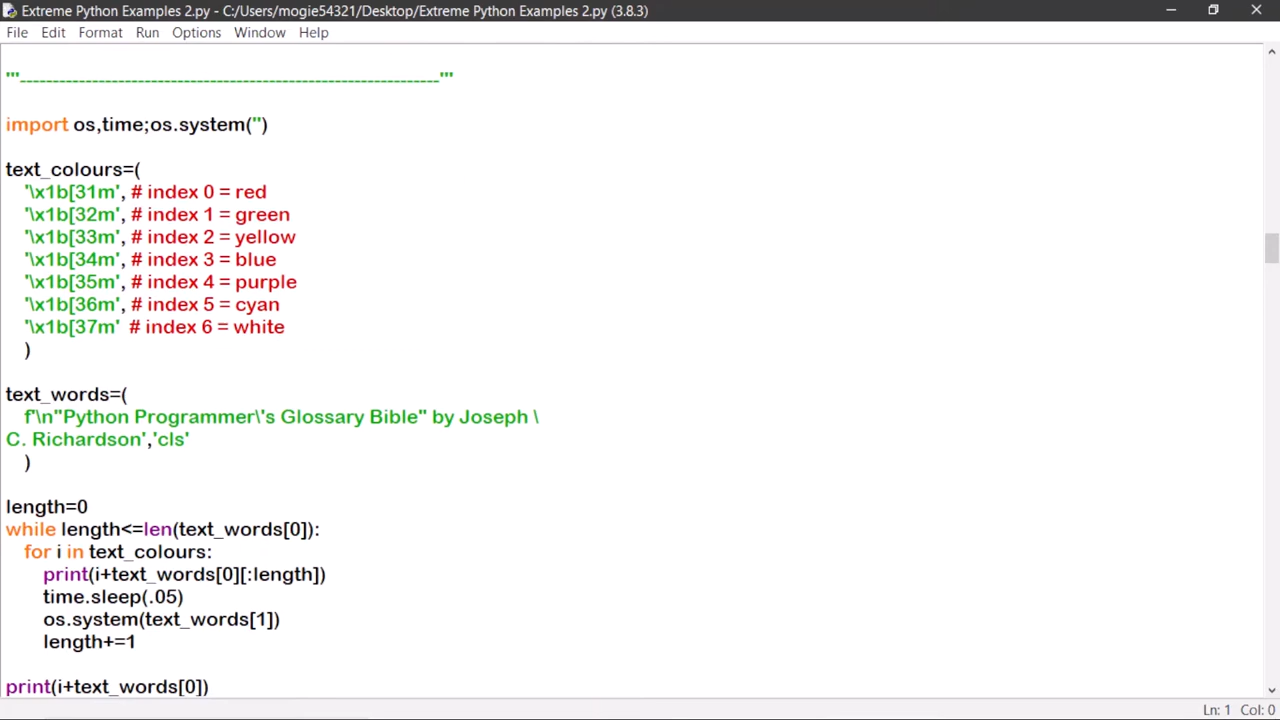 Extreme Python Examples 2.py - C:/Users/mogie54321/Desktop/Extreme Python Examples 2.py (3.8.3)
File Edit Format Run Options Window Help
'''----------------------------------------------------------------'''
import os,time;os.system('')
text_colours=(
'\x1b[31m', # index 0 = red
'\x1b[32m', # index 1 = green
'\x1b[33m', # index 2 = yellow
'\x1b[34m', # index 3 = blue
'\x1b[35m', # index 4 = purple
'\x1b[36m', # index 5 = cyan
'\x1b[37m' # index 6 = white
)
text_words=(
f'\n"Python Programmer\'s Glossary Bible" by Joseph \
C. Richardson','cls'
)
length=0
while length<=len(text_words[0]):
for i in text_colours:
print(i+text_words[0][:length])
time.sleep(.05)
os.system(text_words[1])
length+=1
print(i+text_words[0])
Ln: 1 Col: 0